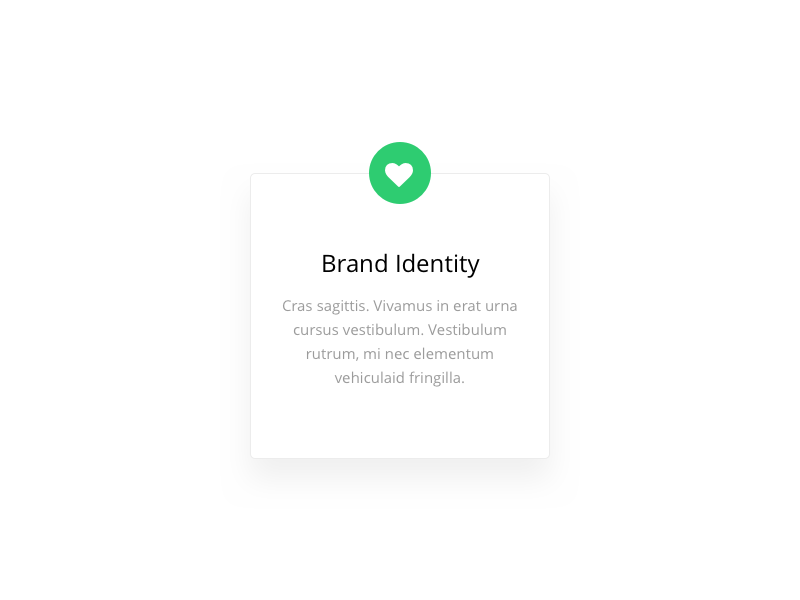 Brand Identity
Cras sagittis. Vivamus in erat urna
cursus vestibulum. Vestibulum
rutrum, mi nec elementum
vehiculaid fringilla.